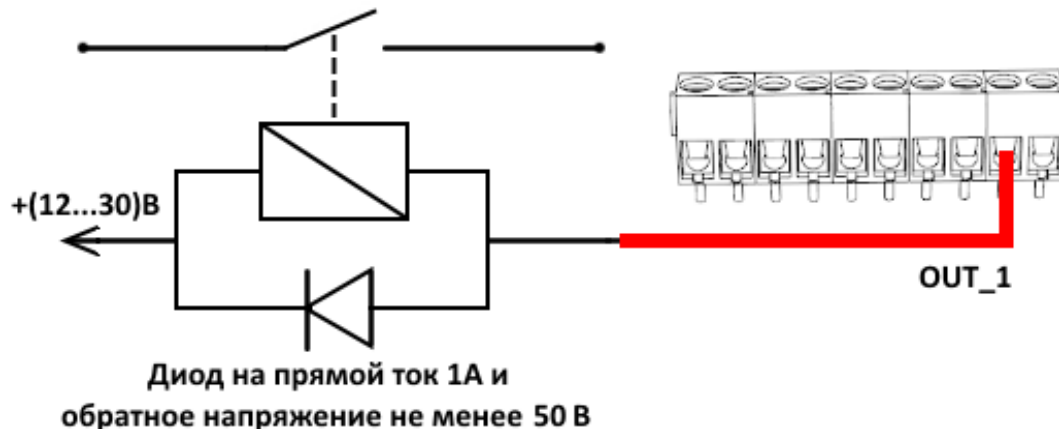 +(12...30)В
OUT_1
Диод на прямой ток 1А и
обратное напряжение не менее 50 В